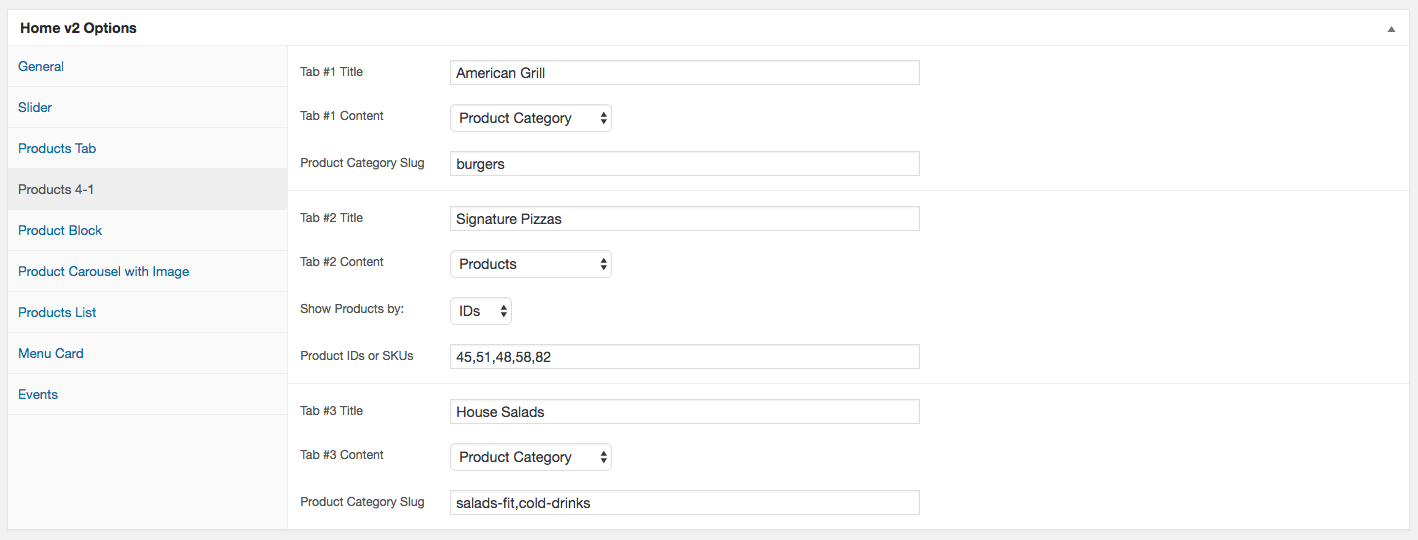 Home v2 Options
General
Slider
Products Tab
Products 4-1
Product Block
Product Carousel with Image
Products List
Menu Card
Events
Tab #1 Title American Grill
Tab #1 Content Product Category
Product Category Slug burgers
Tab #2 Title Signature Pizzas
Tab #2 Content Products
Show Products by: IDs
Product IDs or SKUs 45,51,48,58,82
Tab #3 Title House Salads
Tab #3 Content Product Category
Product Category Slug salads-fit,cold-drinks